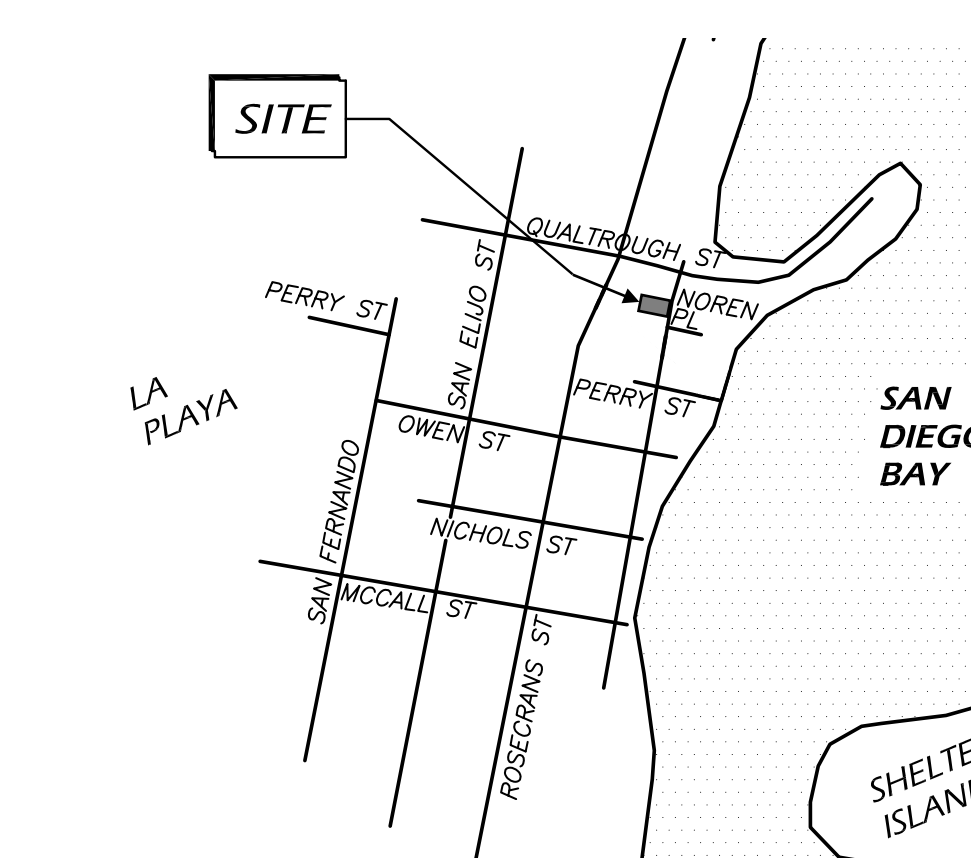 SITE
QUALTROUGH ST
SAN ELIJO ST
PERRY ST
NOREN
PL
LA
PLAYA
PERRY ST
SAN
DIEGO
BAY
OWEN ST
SAN FERNANDO
NICHOLS ST
MCCALL ST
ROSECRANS ST
SHELTE
ISLAN